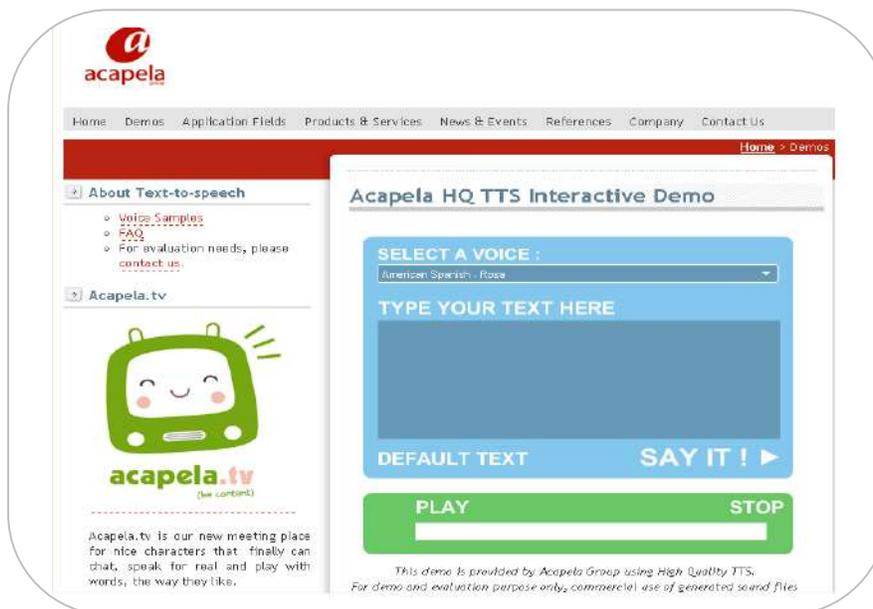 a
acapela
group
Home Demos Application Fields Products & Services News & Events References Company Contact Us
Home > Demos
About Text-to-speech
Voice Samples
FAQ
For evaluation needs, please
contact us.
Acapela.tv
acapela.tv
(be content)
Acapela.tv is our new meeting place
for nice characters that finally can
chat, speak for real and play with
words, the way they like.
Acapela HQ TTS Interactive Demo
SELECT A VOICE :
American Spanish - Rosa
TYPE YOUR TEXT HERE
DEFAULT TEXT SAY IT !
PLAY STOP
This demo is provided by Acapela Group using High Quality TTS.
For demo and evaluation purpose only, commercial use of generated sound files